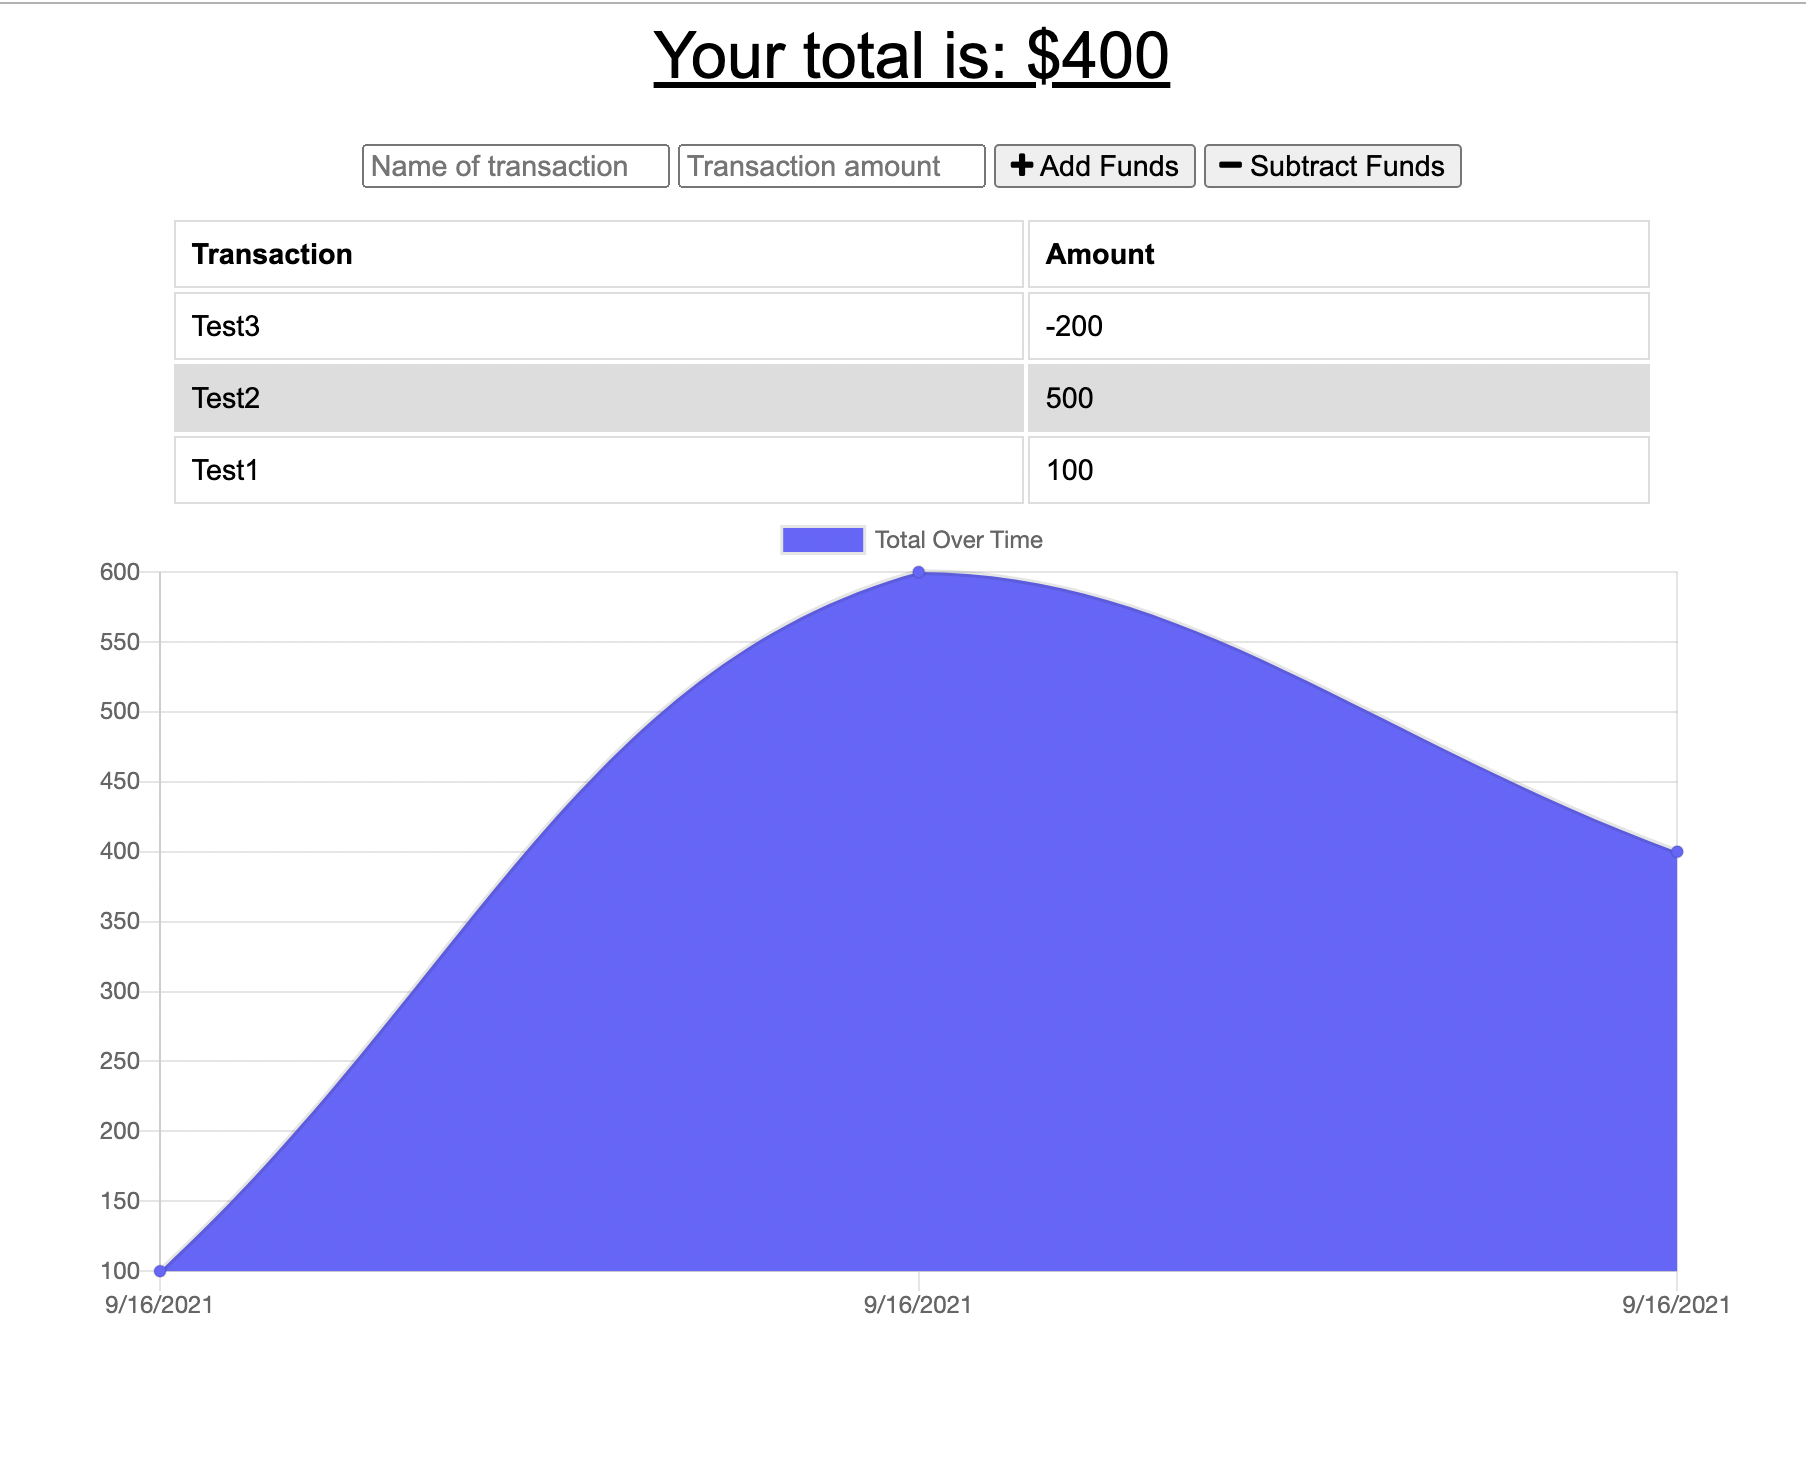 Your total is: $400
Name of transaction Transaction amount Add Funds Subtract Funds
Transaction Amount
Test3 -200
Test2 500
Test1 100
Total Over Time
600
550
500
450
400
350
300
250
200
150
100
9/16/2021 9/16/2021 9/16/2021